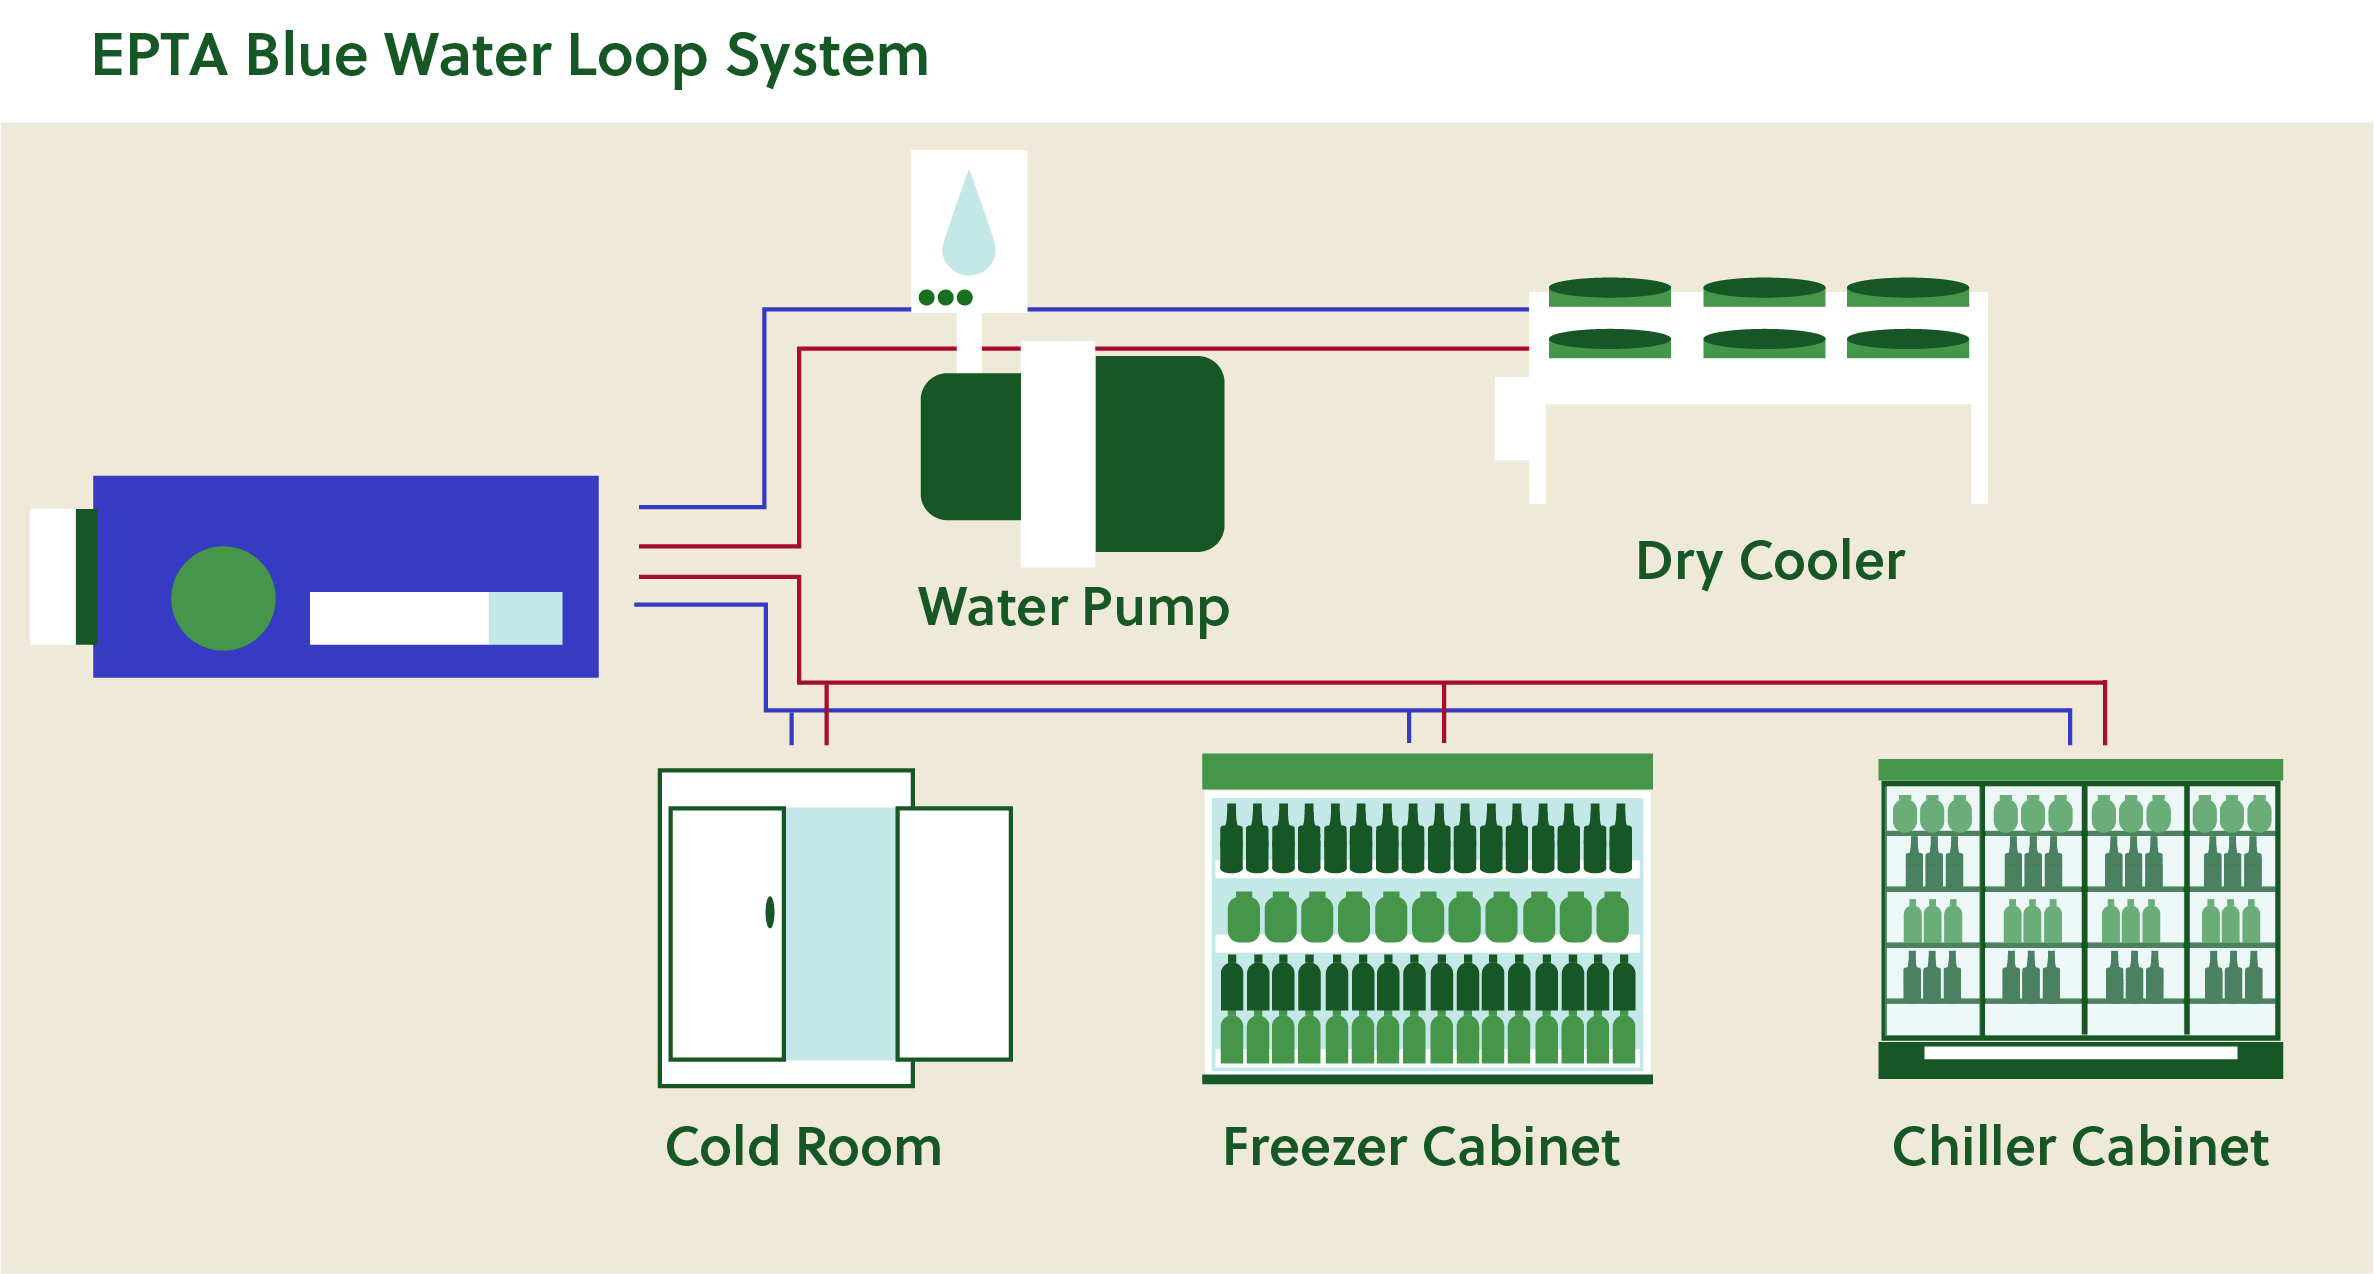 EPTA Blue Water Loop System
Water Pump
Dry Cooler
Cold Room
Freezer Cabinet
Chiller Cabinet